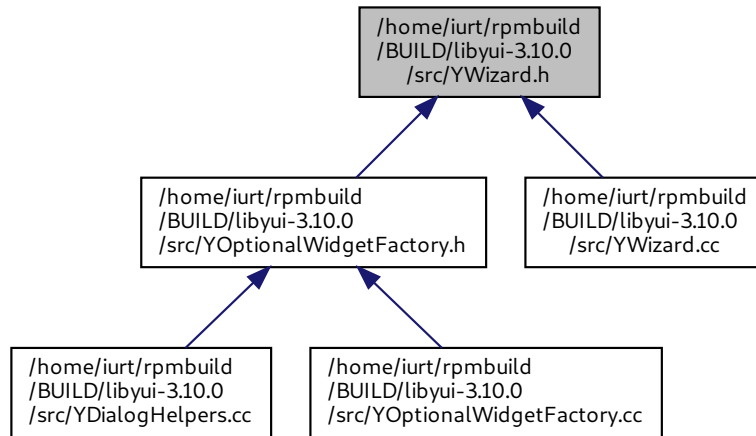 /home/iurt/rpmbuild
/BUILD/libyui-3.10.0
/src/YWizard.h
/home/iurt/rpmbuild
/BUILD/libyui-3.10.0
/src/YOptionalWidgetFactory.h
/home/iurt/rpmbuild
/BUILD/libyui-3.10.0
/src/YWizard.cc
/home/iurt/rpmbuild
/BUILD/libyui-3.10.0
/src/YDialogHelpers.cc
/home/iurt/rpmbuild
/BUILD/libyui-3.10.0
/src/YOptionalWidgetFactory.cc